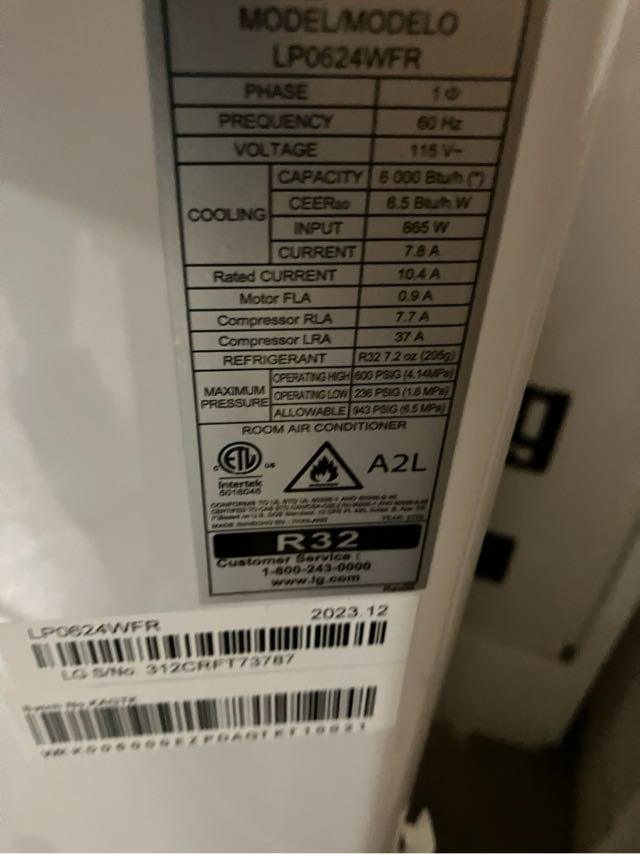 MODEL/MODELO
LP0624WFR
PHASE 1 Φ
FREQUENCY 60 Hz
VOLTAGE 115 V~
COOLING
CAPACITY 6 000 Btu/h (*)
CEER 6.5 Btu/h.W
INPUT 865 W
CURRENT 7.8 A
Rated CURRENT 10.4 A
Motor FLA 0.9 A
Compressor RLA 7.7 A
Compressor LRA 37 A
REFRIGERANT R32 7.2 oz (205g)
MAXIMUM PRESSURE
OPERATING HIGH 600 PSIG (4.14MPa)
OPERATING LOW 236 PSIG (1.6 MPa)
ALLOWABLE 943 PSIG (6.5 MPa)
ROOM AIR CONDITIONER
c ETL us
Intertek
A2L
R32
Customer Service :
1-800-243-0000
www.lg.com
LP0624WFR 2023.12
LG S/No. 312CRFT73787